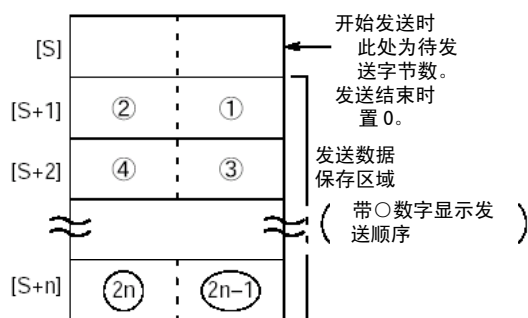 [S]
开始发送时
此处为待发
送字节数。
发送结束时
置0。
[S+1] ② ①
[S+2] ④ ③
发送数据
保存区域
( 带○数字显示发
送顺序 )
[S+n] 2n 2n-1